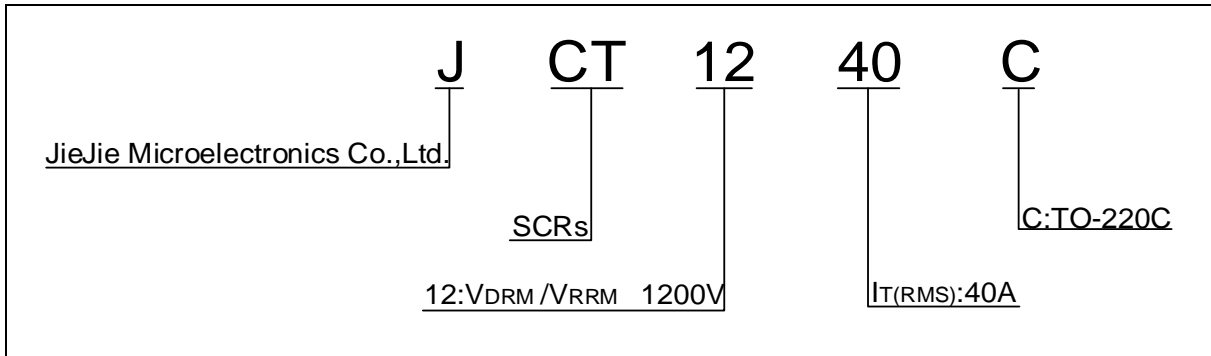 J CT 12 40 C
JieJie Microelectronics Co.,Ltd.
SCRs
C:TO-220C
12:VDRM /VRRM 1200V
IT(RMS):40A